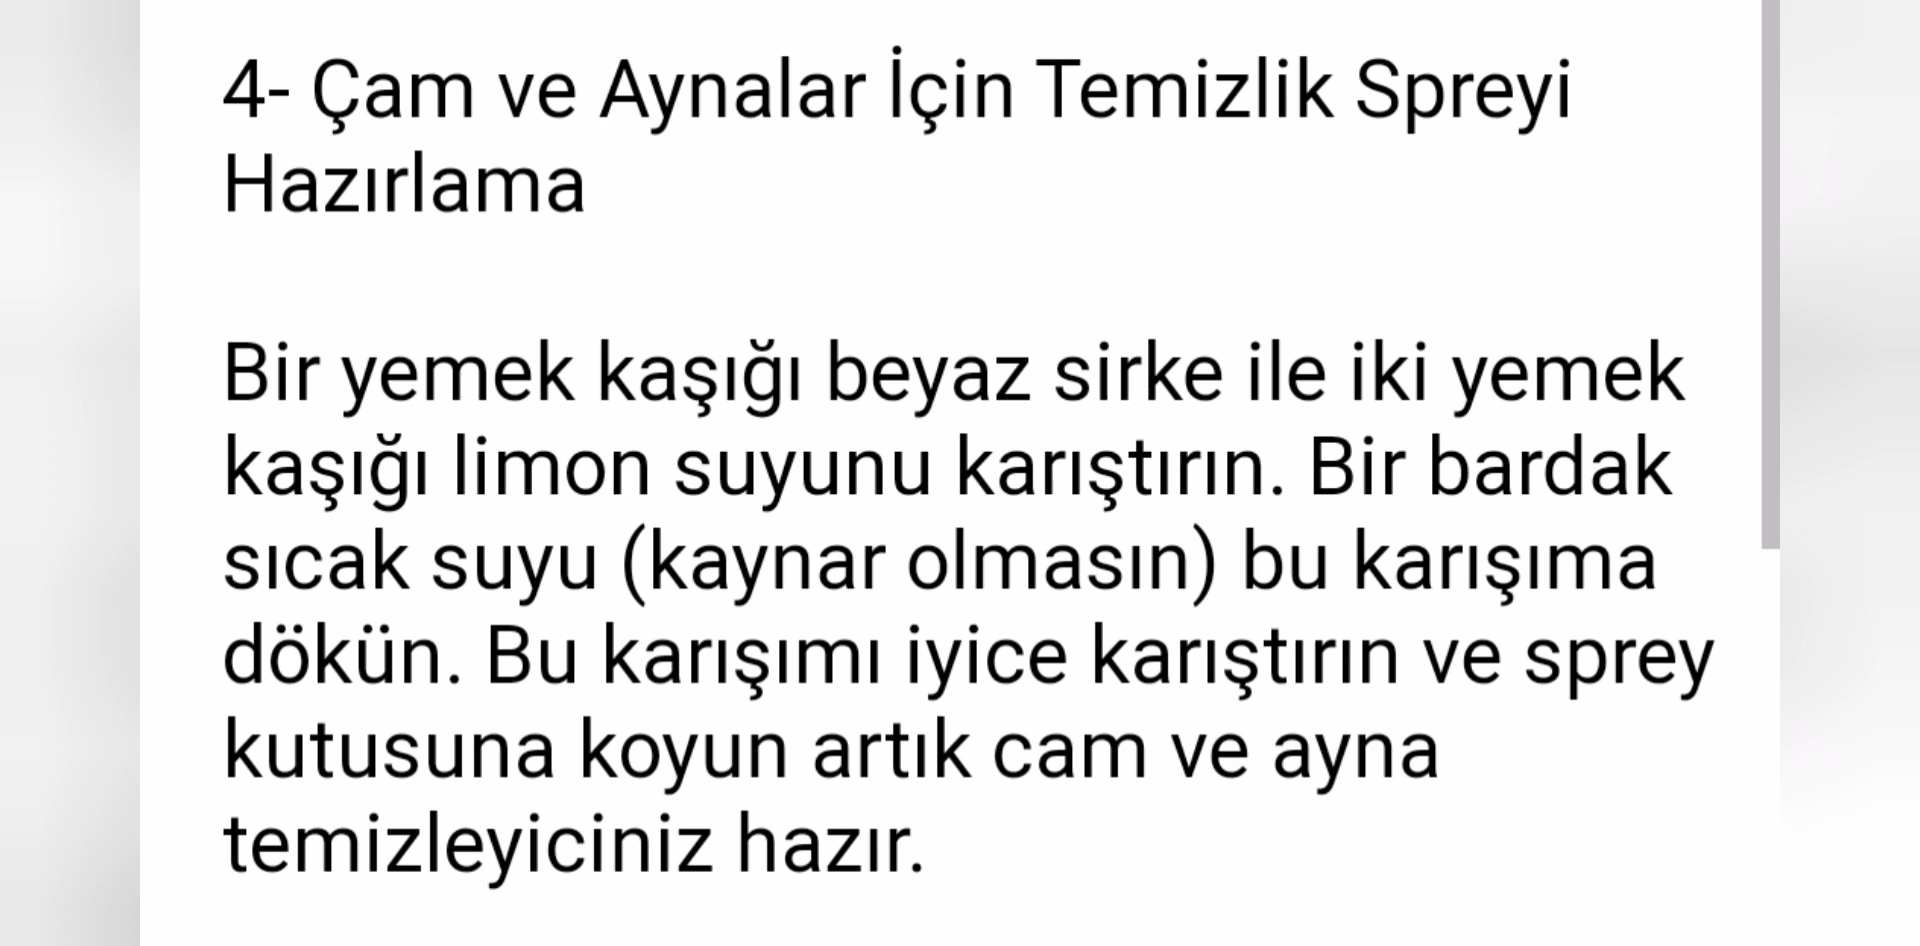 4- Çam ve Aynalar İçin Temizlik Spreyi
Hazırlama
Bir yemek kaşığı beyaz sirke ile iki yemek
kaşığı limon suyunu karıştırın. Bir bardak
sıcak suyu (kaynar olmasın) bu karışıma
dökün. Bu karışımı iyice karıştırın ve sprey
kutusuna koyun artık cam ve ayna
temizleyiciniz hazır.